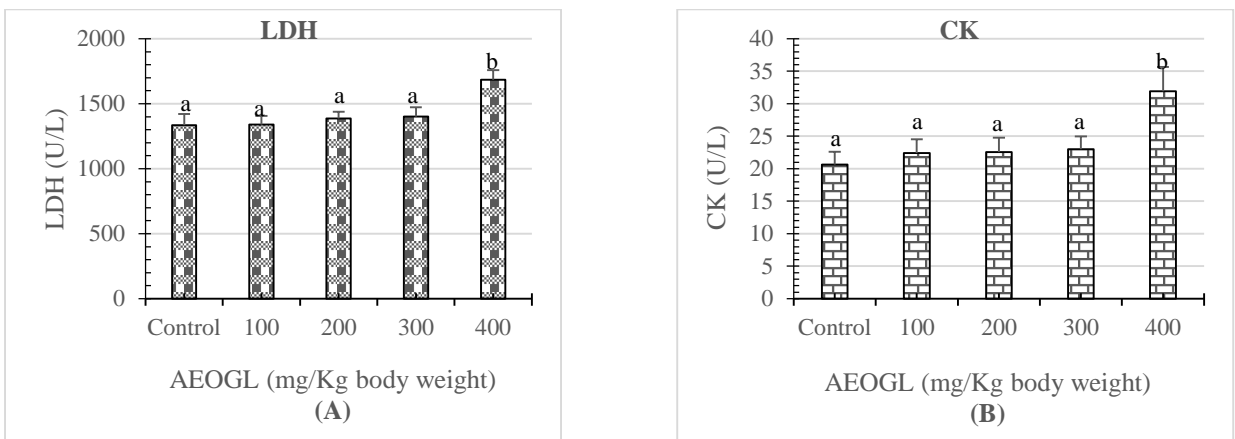 LDH
2000
1500
1000
500
0
LDH (U/L)
a
a
a
a
b
Control 100 200 300 400
AEOGL (mg/Kg body weight)
(A)
CK
40
35
30
25
20
15
10
5
0
CK (U/L)
a
a
a
a
b
Control 100 200 300 400
AEOGL (mg/Kg body weight)
(B)